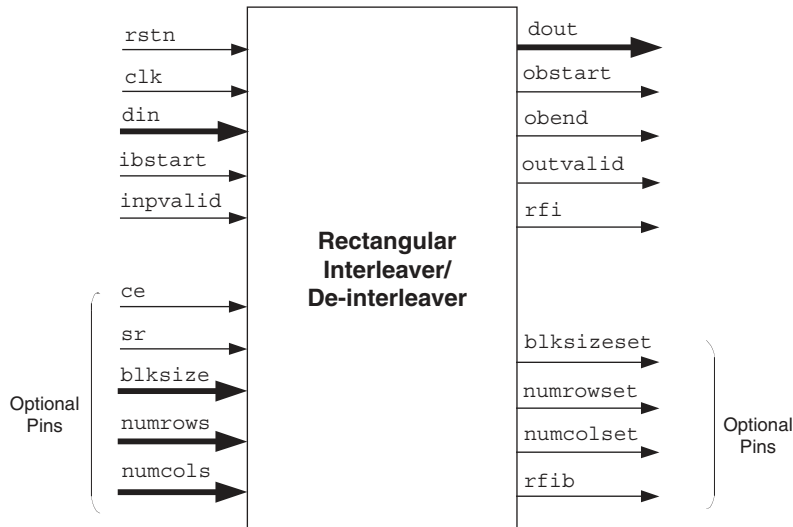 rstn
clk
din
ibstart
inpvalid
ce
sr
blksize
numrows
numcols
Optional
Pins
Rectangular
Interleaver/
De-interleaver
dout
obstart
obend
outvalid
rfi
blksizeset
numrowset
numcolset
rfib
Optional
Pins